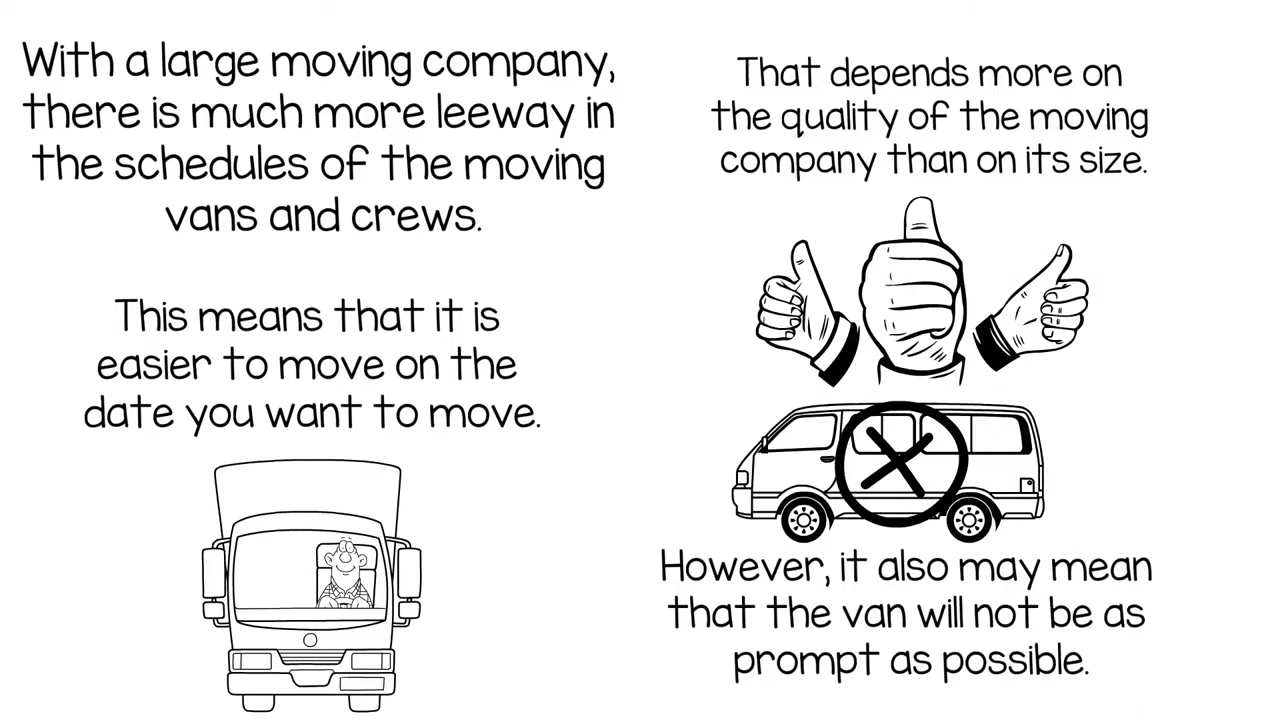 With a large moving company,
there is much more leeway in
the schedules of the moving
vans and crews.
This means that it is
easier to move on the
date you want to move.
That depends more on
the quality of the moving
company than on its size.
However, it also may mean
that the van will not be as
prompt as possible.